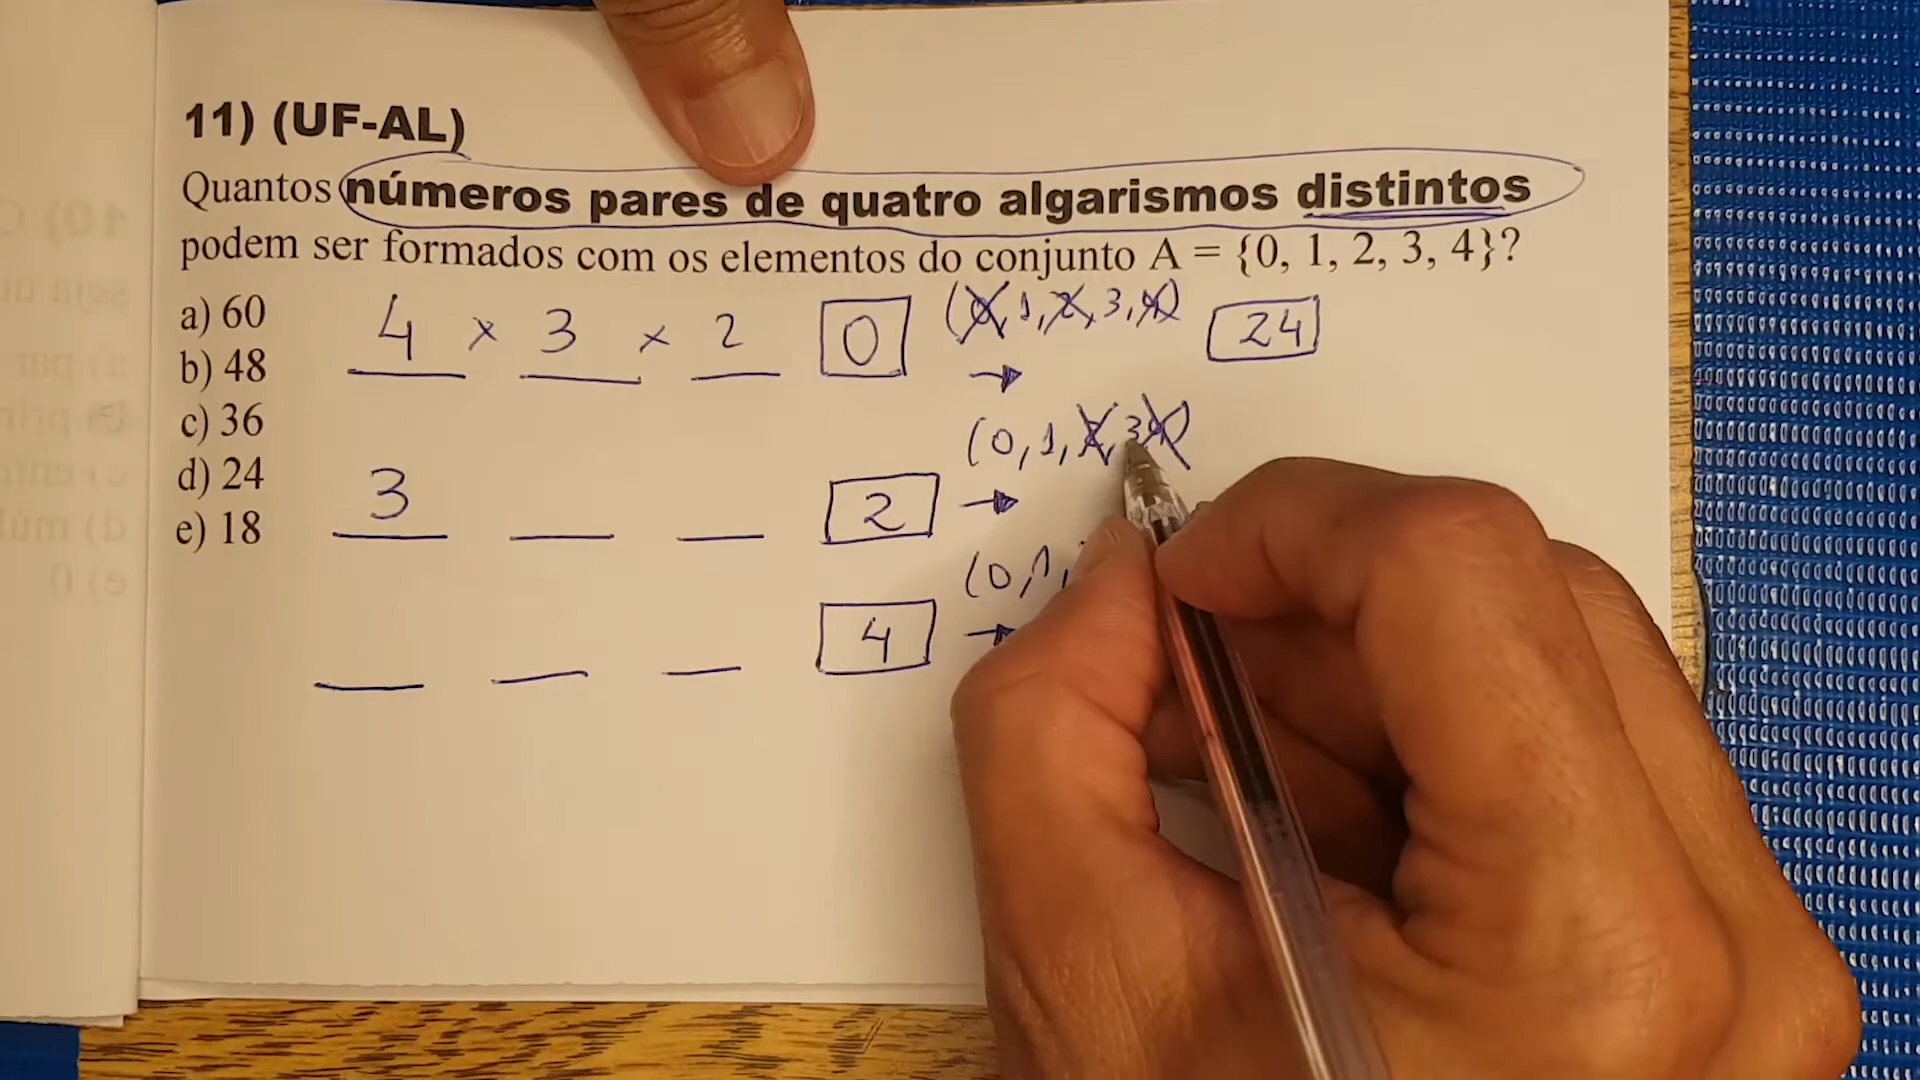 11) (UF-AL)
Quantos números pares de quatro algarismos distintos
podem ser formados com os elementos do conjunto A = {0, 1, 2, 3, 4}?
a) 60
b) 48
c) 36
d) 24
e) 18
4 × 3 × 2 0 (0, 1, 2, 3, 4) 24
→
(0, 1, 2, 3, 4)
3 2 →
(0, 1,
4 →